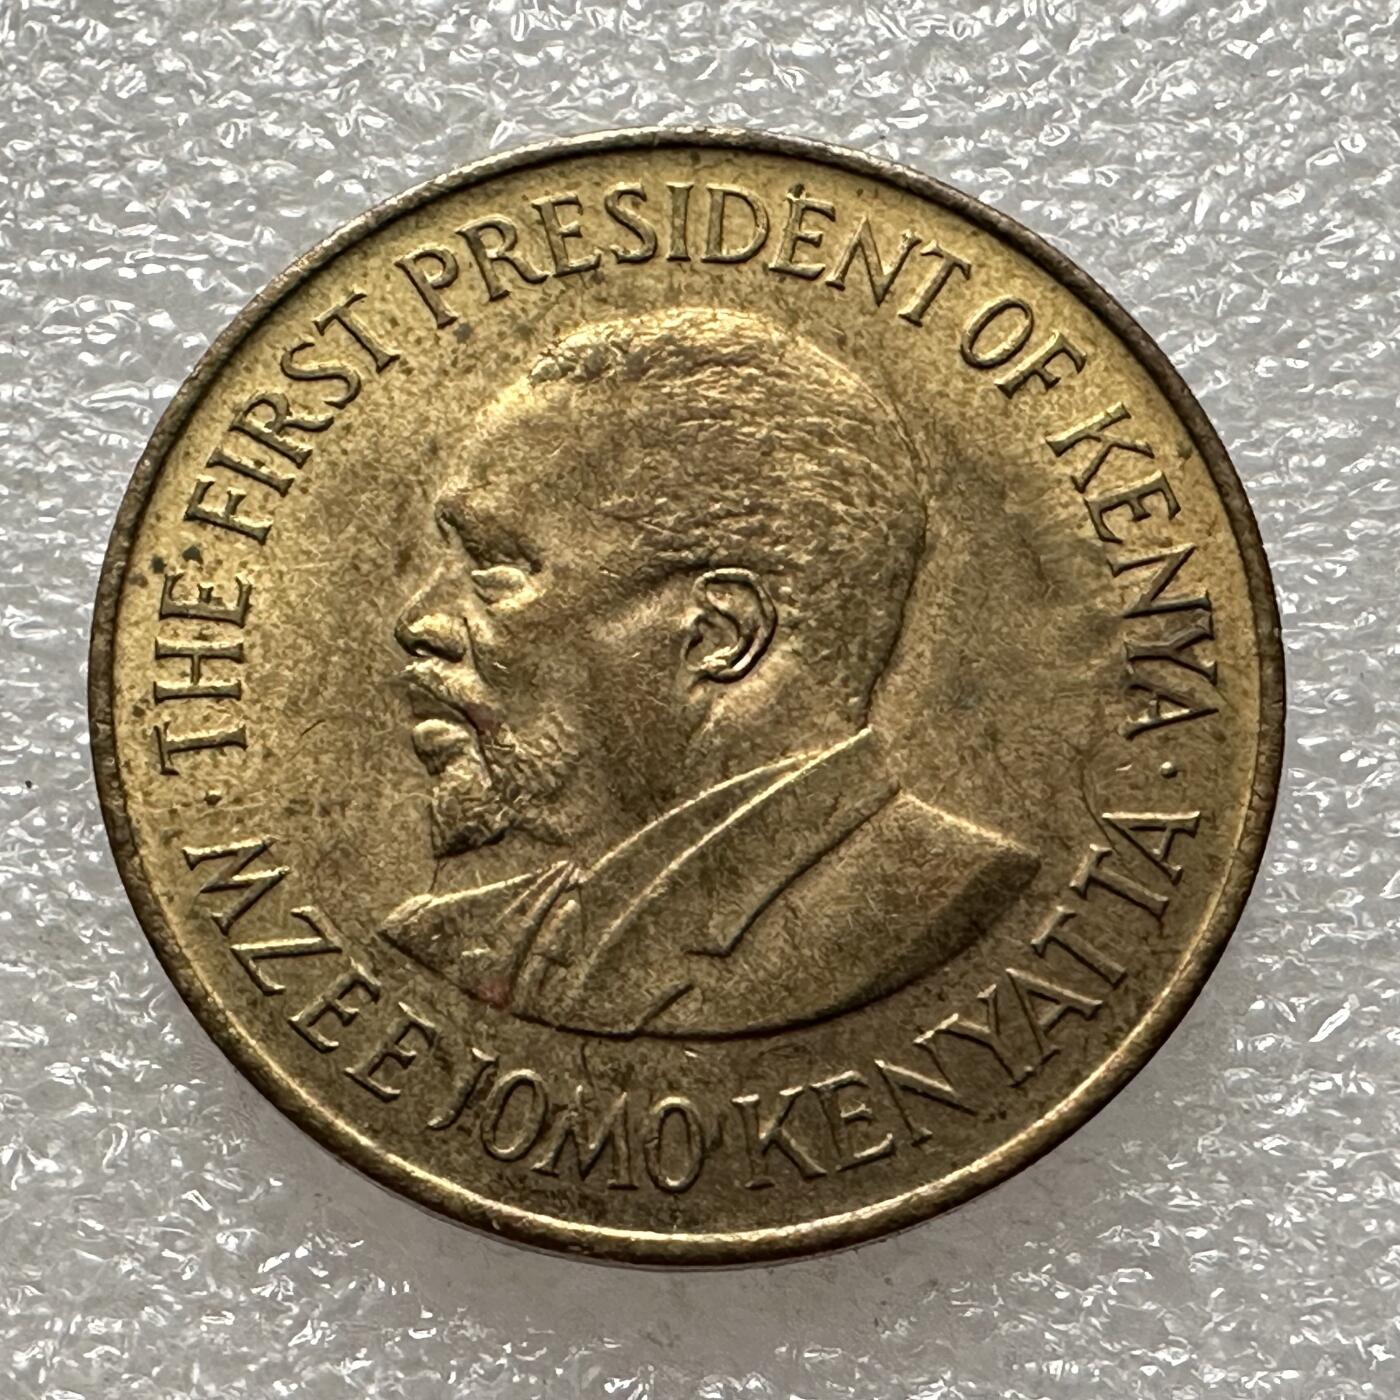 · THE FIRST PRESIDENT OF KENYA ·
MZEE JOMO KENYATTA